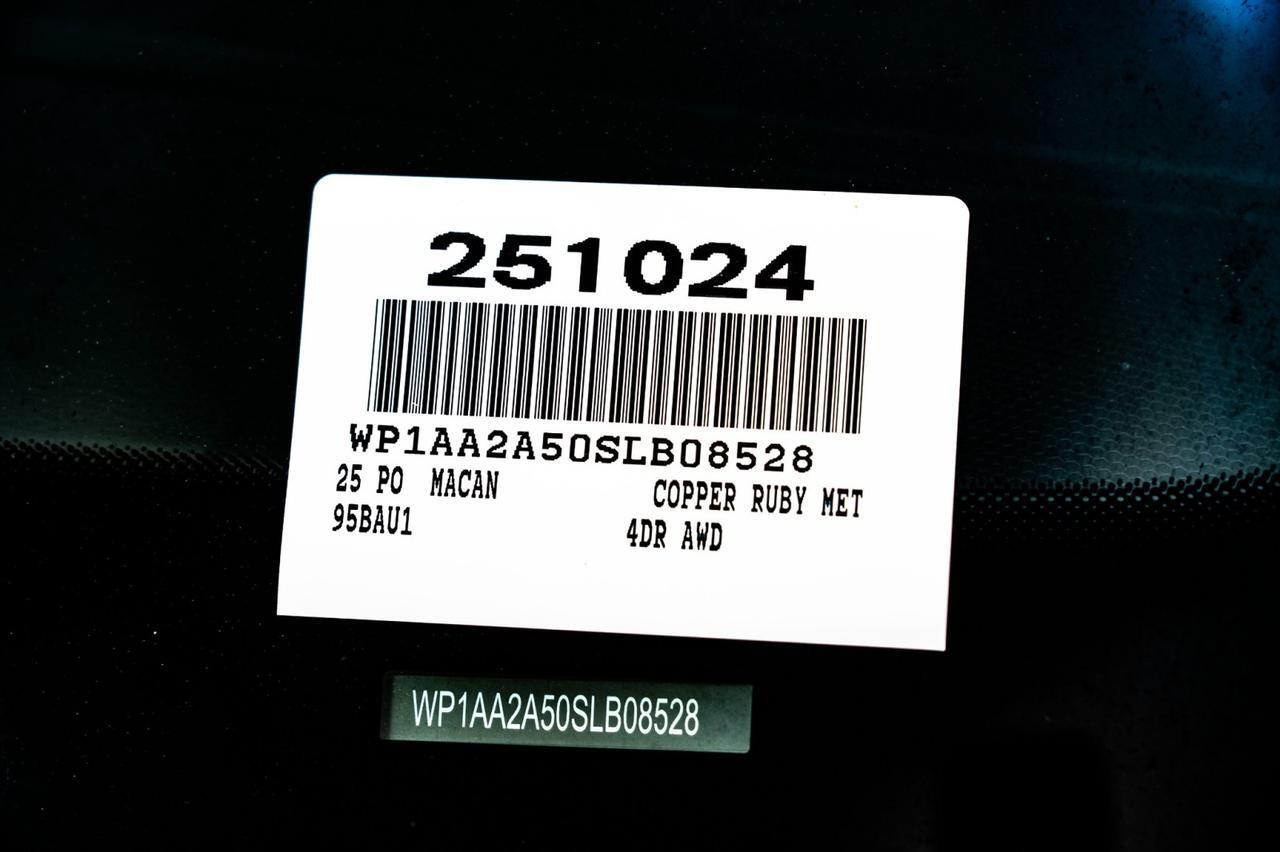 251024
WP1AA2A50SLB08528
25 PO MACAN COPPER RUBY MET
95BAU1 4DR AWD
WP1AA2A50SLB08528